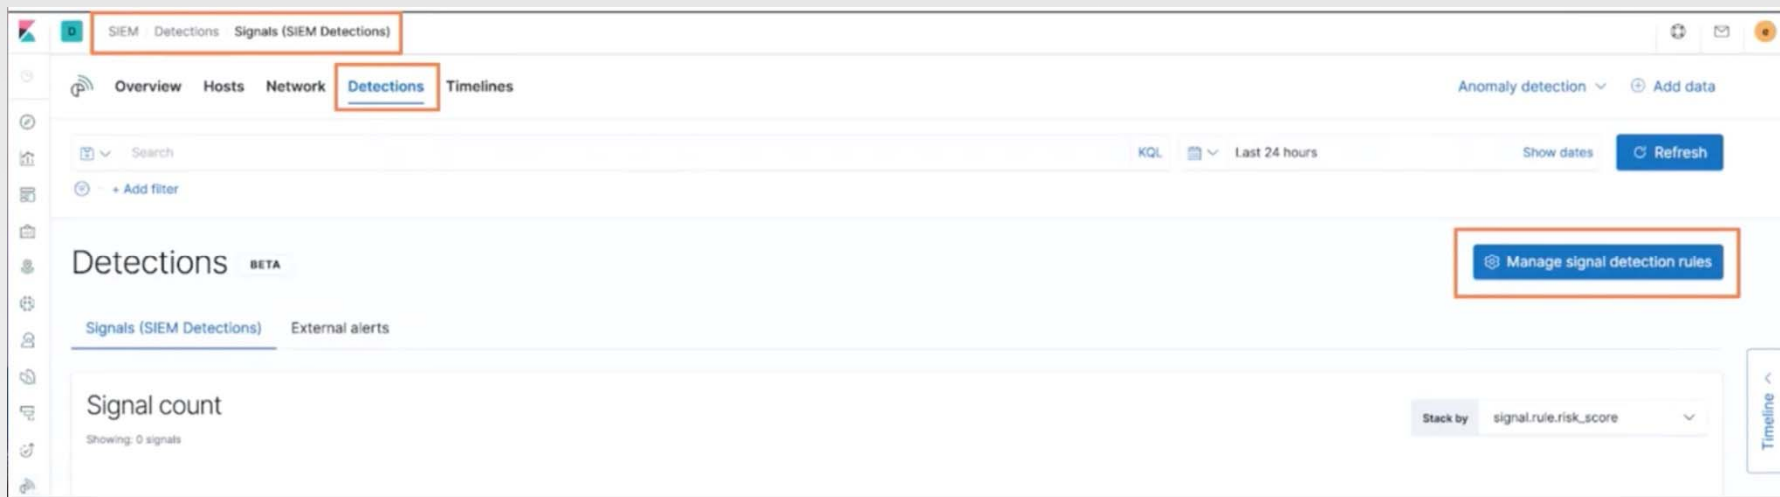 D SIEM Detections Signals (SIEM Detections) e
Overview Hosts Network Detections Timelines Anomaly detection Add data
Search KQL Last 24 hours Show dates Refresh
+ Add filter
Detections BETA Manage signal detection rules
Signals (SIEM Detections) External alerts
Signal count
Stack by signal.rule.risk_score
Showing: 0 signals
Timeline